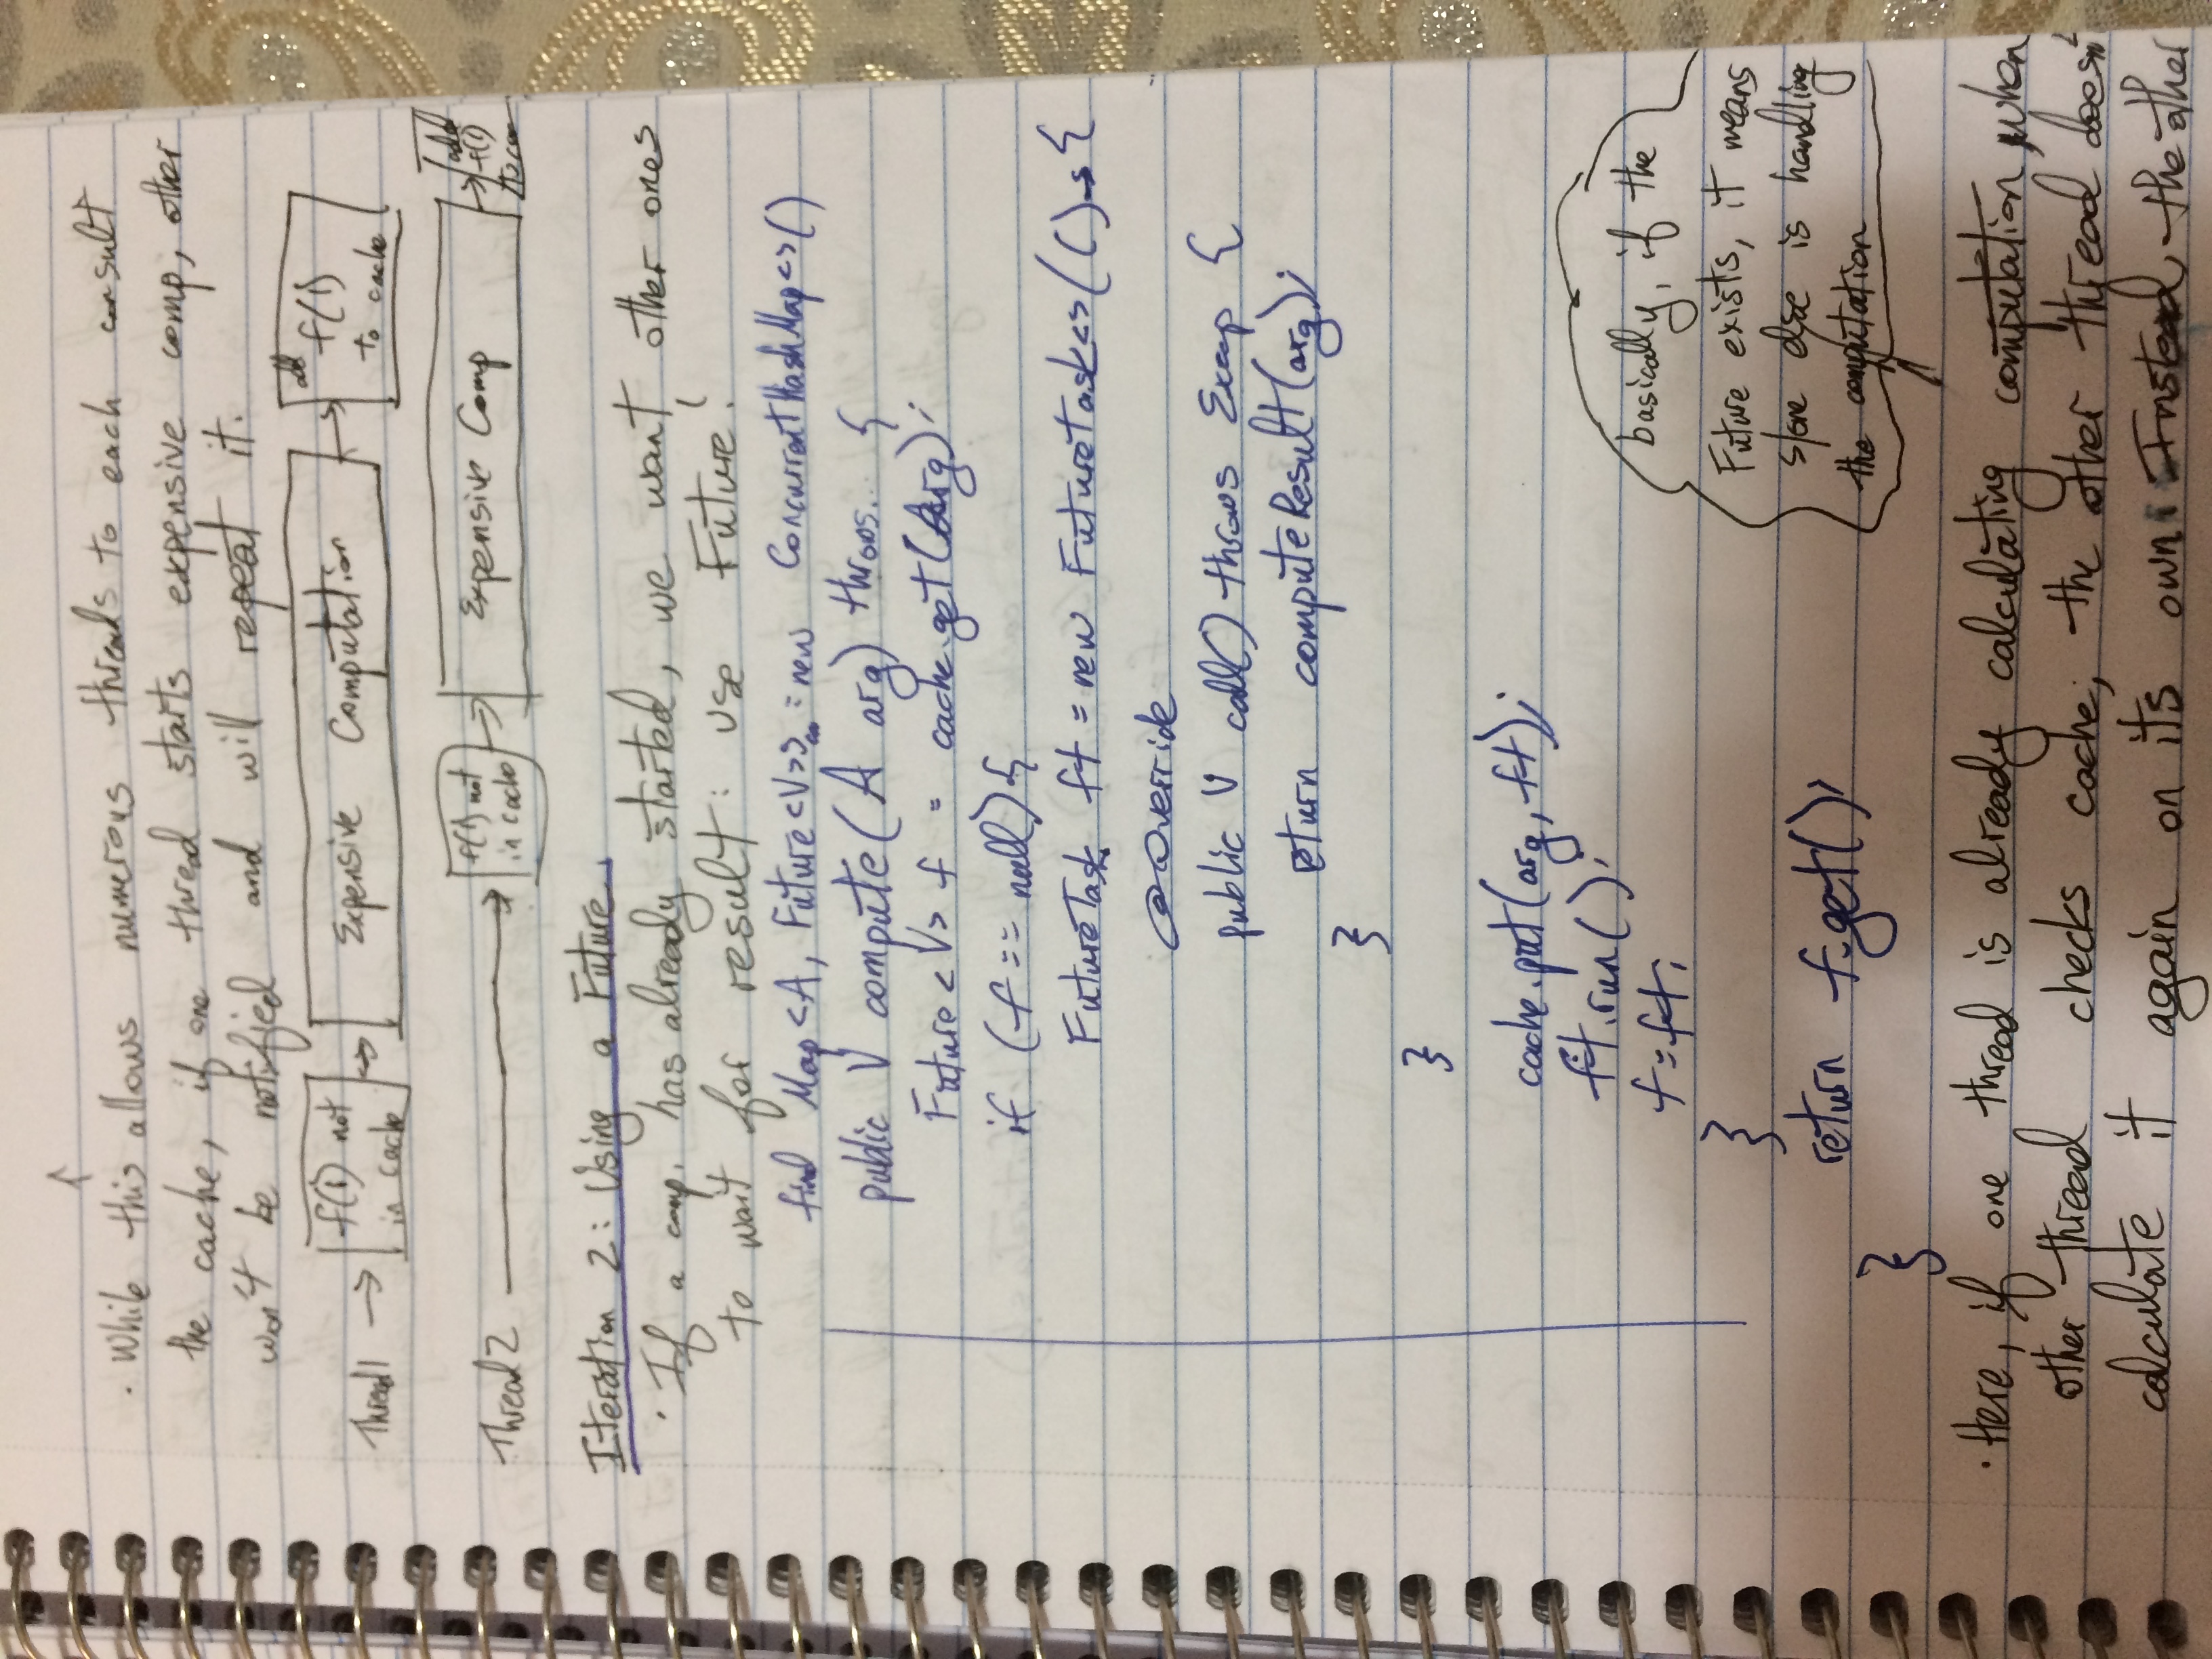 . While this allows numerous threads to each consult
the cache, if one thread starts expensive comp, other
won't be notified and will repeat it.
Thread1 → f(1) not in cache → Expensive Computation → add f(1) to cache
Thread 2 → f(1) not in cache → Expensive Comp → add f(1)
Iteration 2: Using a Future.
· If a comp. has already started, we want other ones
to wait for result: use Future!
Map<A, Future<V>> = new ConcurrentHashMap<>()
public V compute(A arg) throws... {
Future<V> f = cache.get(Arg);
if (f == null){
FutureTask ft = new FutureTask<>(()->{
@Override
public V call() throws Excep {
return computeResult(arg);
}
}
cache.put(arg, ft);
ft.run();
f=ft;
}
return f.get();
}
basically, if the
Future exists, it means
s/one else is handling
the computation
· Here, if one thread is already calculating computation, when
other thread checks cache, the other thread doesn't
calculate it again on its own. Instead, the other